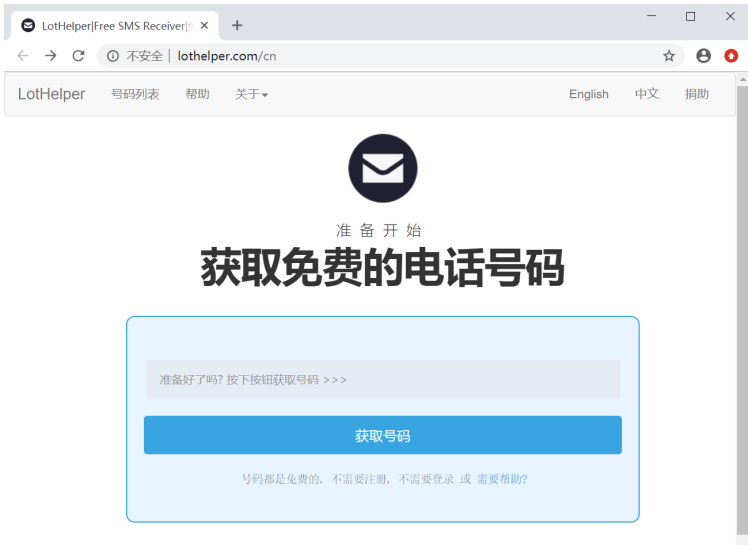 LotHelper|Free SMS Receiver|
不安全 | lothelper.com/cn
LotHelper 号码列表 帮助 关于 English 中文 捐助
准备开始
获取免费的电话号码
准备好了吗? 按下按钮获取号码 >>>
获取号码
号码都是免费的, 不需要注册, 不需要登录 或 需要帮助?